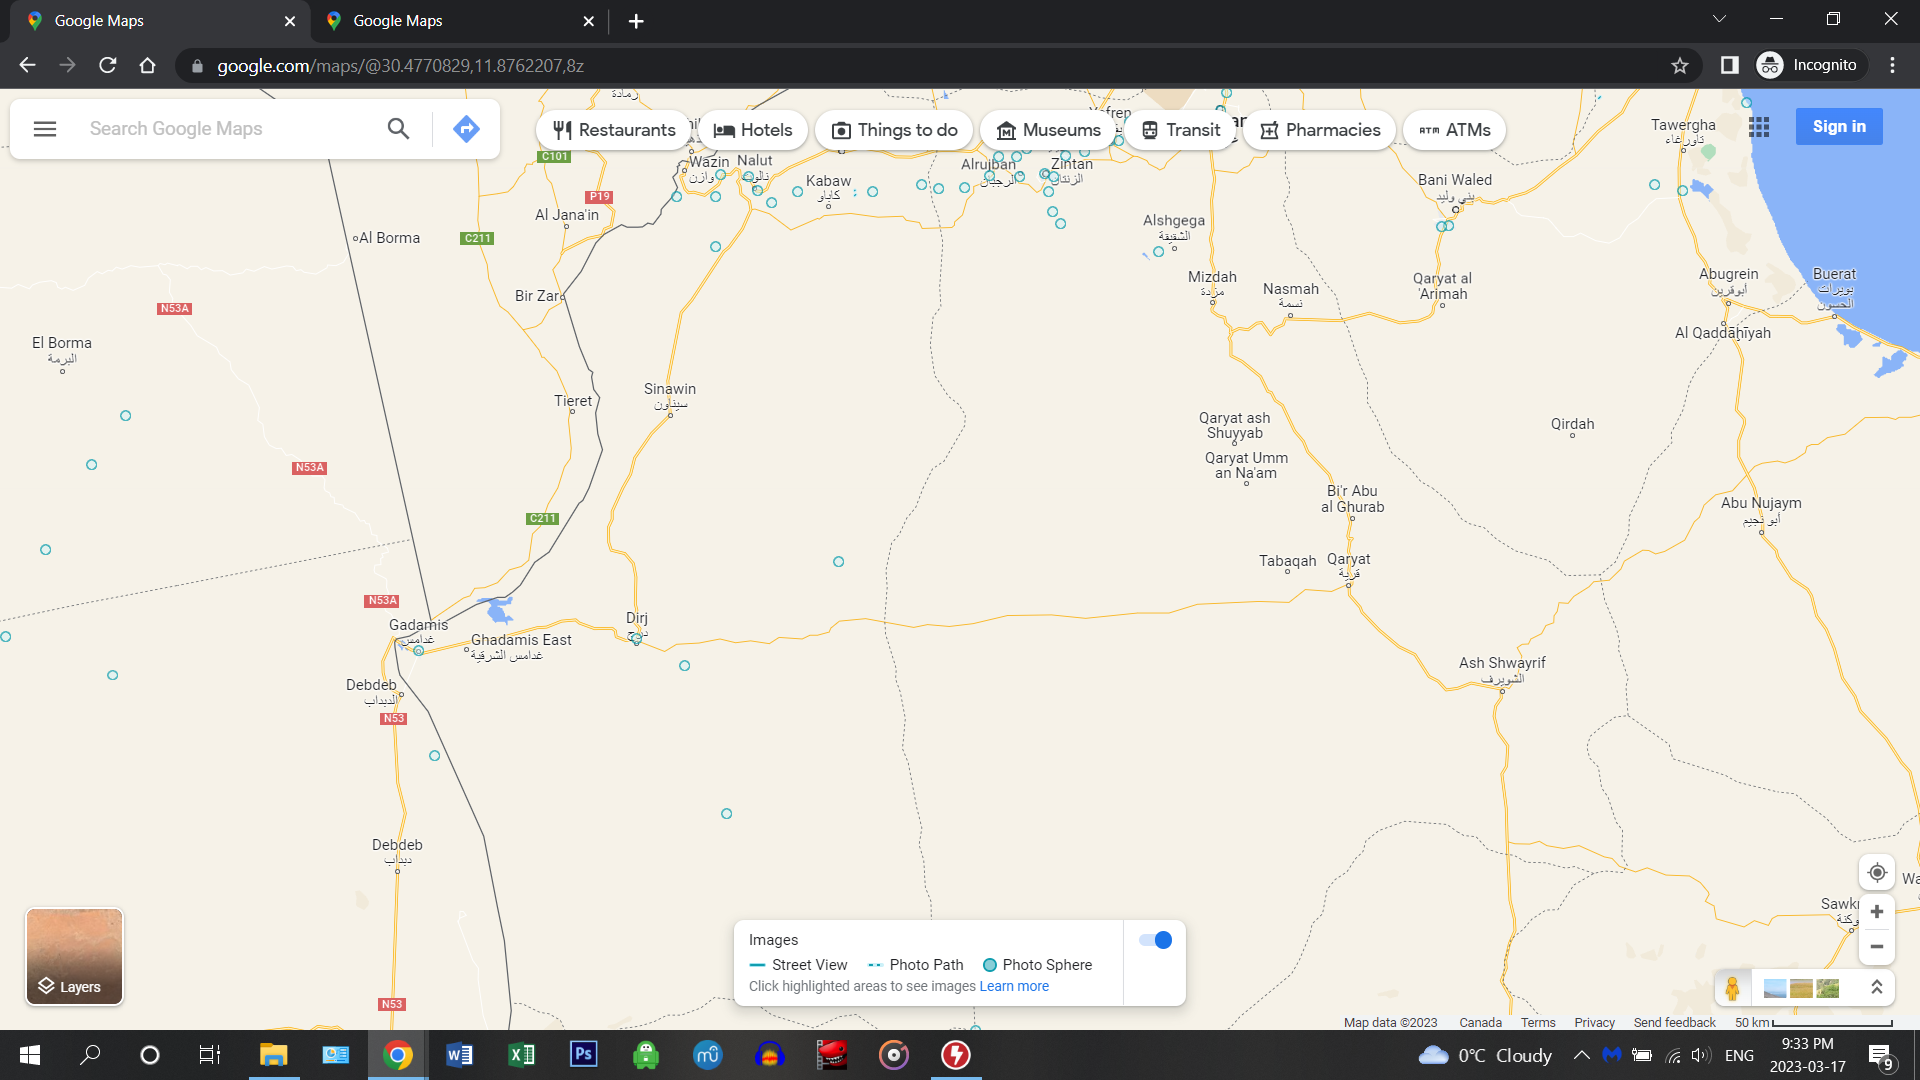 Google Maps
Google Maps
google.com/maps/@30.4770829,11.8762207,8z
Incognito
Search Google Maps
Restaurants
Hotels
Things to do
Museums
Transit
Pharmacies
ATMs
Sign in
رمادة
Yefren
Tawergha
تاورغاء
C101
Wazin
وازن
Nalut
نالوت
Alrujban
الرجبان
Zintan
الزنتان
Kabaw
كاباو
Bani Waled
بني وليد
P19
Al Jana'in
Alshgega
الشقيقة
Al Borma
C211
Mizdah
مزدة
Nasmah
نسمة
Qaryat al
'Arimah
Abugrein
أبوقرين
Buerat
بويرات
الحسون
Bir Zar
N53A
Al Qaddāḩīyah
El Borma
البرمة
Sinawin
سيناون
Tieret
Qaryat ash
Shuyyab
Qirdah
Qaryat Umm
an Na'am
N53A
Bi'r Abu
al Ghurab
Abu Nujaym
أبو نجيم
C211
Tabaqah
Qaryat
قرية
N53A
Gadamis
غدامس
Dirj
درج
Ghadamis East
غدامس الشرقية
Ash Shwayrif
الشويرف
Debdeb
الدبداب
N53
Debdeb
دبداب
Sawkn
وكنة
Wa
N53
Layers
Images
Street View
Photo Path
Photo Sphere
Click highlighted areas to see images Learn more
Map data ©2023
Canada
Terms
Privacy
Send feedback
50 km
0°C Cloudy
ENG
9:33 PM
2023-03-17
9